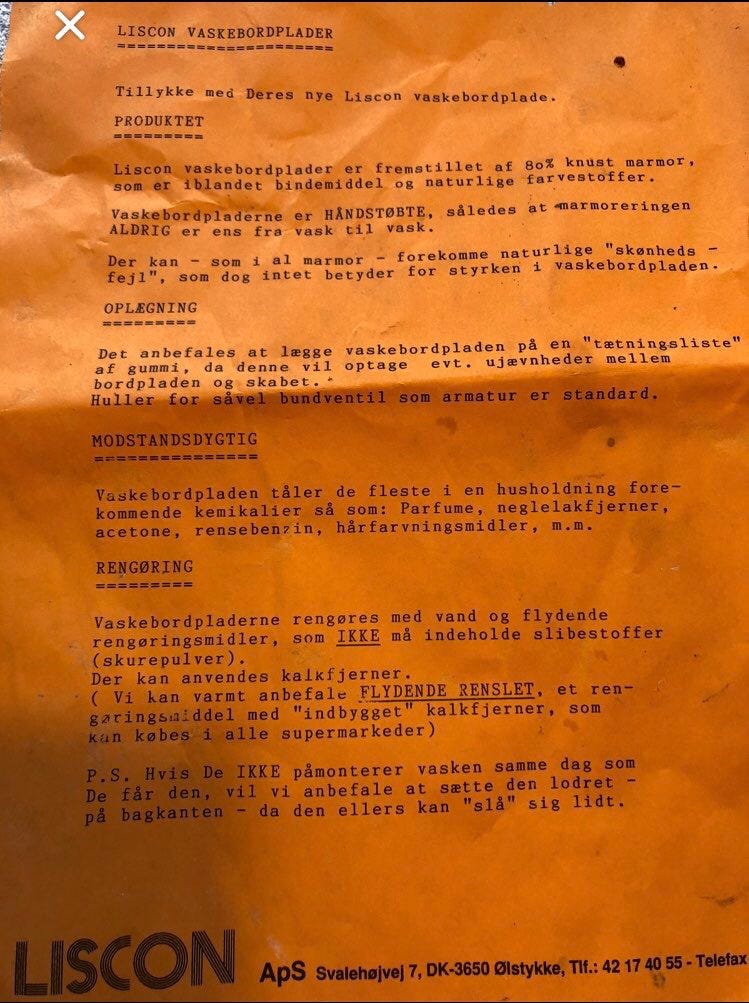 LISCON VASKEBORDPLADER
======================
Tillykke med Deres nye Liscon vaskebordplade.
PRODUKTET
=========
Liscon vaskebordplader er fremstillet af 80% knust marmor,
som er iblandet bindemiddel og naturlige farvestoffer.
Vaskebordpladerne er HÅNDSTØBTE, således at marmoreringen
ALDRIG er ens fra vask til vask.
Der kan - som i al marmor - forekomme naturlige "skønheds -
fejl", som dog intet betyder for styrken i vaskebordpladen.
OPLÆGNING
=========
Det anbefales at lægge vaskebordpladen på en "tætningsliste"
af gummi, da denne vil optage evt. ujævnheder mellem
bordpladen og skabet.
Huller for såvel bundventil som armatur er standard.
MODSTANDSDYGTIG
===============
Vaskebordpladen tåler de fleste i en husholdning fore-
kommende kemikalier så som: Parfume, neglelakfjerner,
acetone, rensebenzin, hårfarvningsmidler, m.m.
RENGØRING
=========
Vaskebordpladerne rengøres med vand og flydende
rengøringsmidler, som IKKE må indeholde slibestoffer
(skurepulver).
Der kan anvendes kalkfjerner.
( Vi kan varmt anbefale FLYDENDE RENSLET, et ren-
gøringsmiddel med "indbygget" kalkfjerner, som
kan købes i alle supermarkeder)
P.S. Hvis De IKKE påmonterer vasken samme dag som
De får den, vil vi anbefale at sætte den lodret -
på bagkanten - da den ellers kan "slå" sig lidt.
LISCON ApS Svalehøjvej 7, DK-3650 Ølstykke, Tlf.: 42 17 40 55 - Telefax